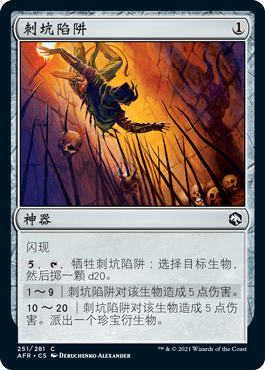 刺坑陷阱 1
神器
闪现
5，T，牺牲刺坑陷阱：选择目标生物，
然后掷一颗 d20。
1～9 | 刺坑陷阱对该生物造成5点伤害。
10～20 | 刺坑陷阱对该生物造成5点
伤害。派出一个珍宝衍生物。
251/281 C
AFR • CS DERUCHENKO ALEXANDER
™ & © 2021 Wizards of the Coast